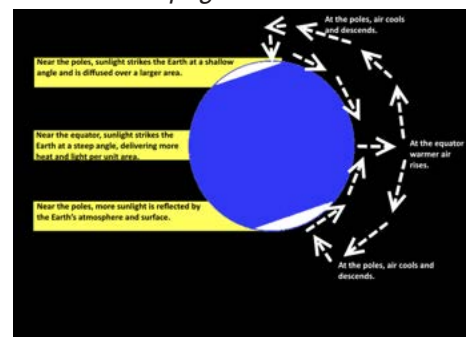 At the poles, air cools
and descends.
Near the poles, sunlight strikes the Earth at a shallow
angle and is diffused over a larger area.
Near the equator, sunlight strikes the
Earth at a steep angle, delivering more
heat and light per unit area.
At the equator
warmer air
rises.
Near the poles, more sunlight is reflected by
the Earth's atmosphere and surface.
At the poles, air cools and
descends.